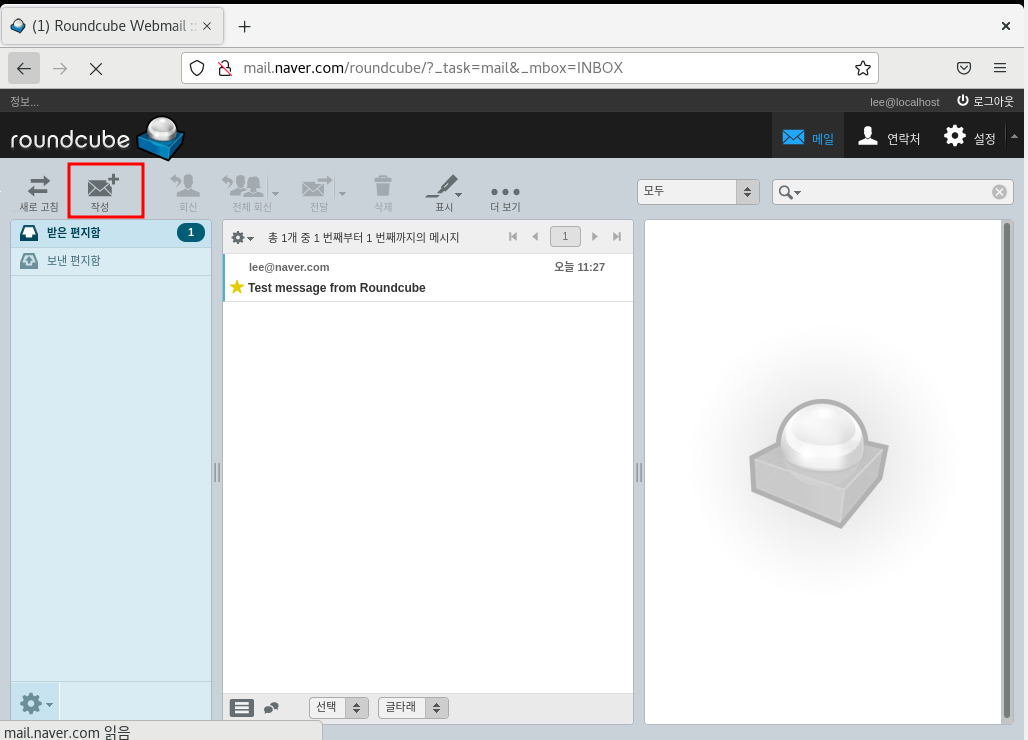 (1) Roundcube Webmail ::
mail.naver.com/roundcube/?_task=mail&_mbox=INBOX
정보...
lee@localhost
로그아웃
roundcube
메일
연락처
설정
새로 고침
작성
회신
전체 회신
전달
삭제
표시
더 보기
모두
받은 편지함
1
보낸 편지함
총 1개 중 1 번째부터 1 번째까지의 메시지
1
lee@naver.com
오늘 11:27
Test message from Roundcube
선택
글타래
mail.naver.com 읽음